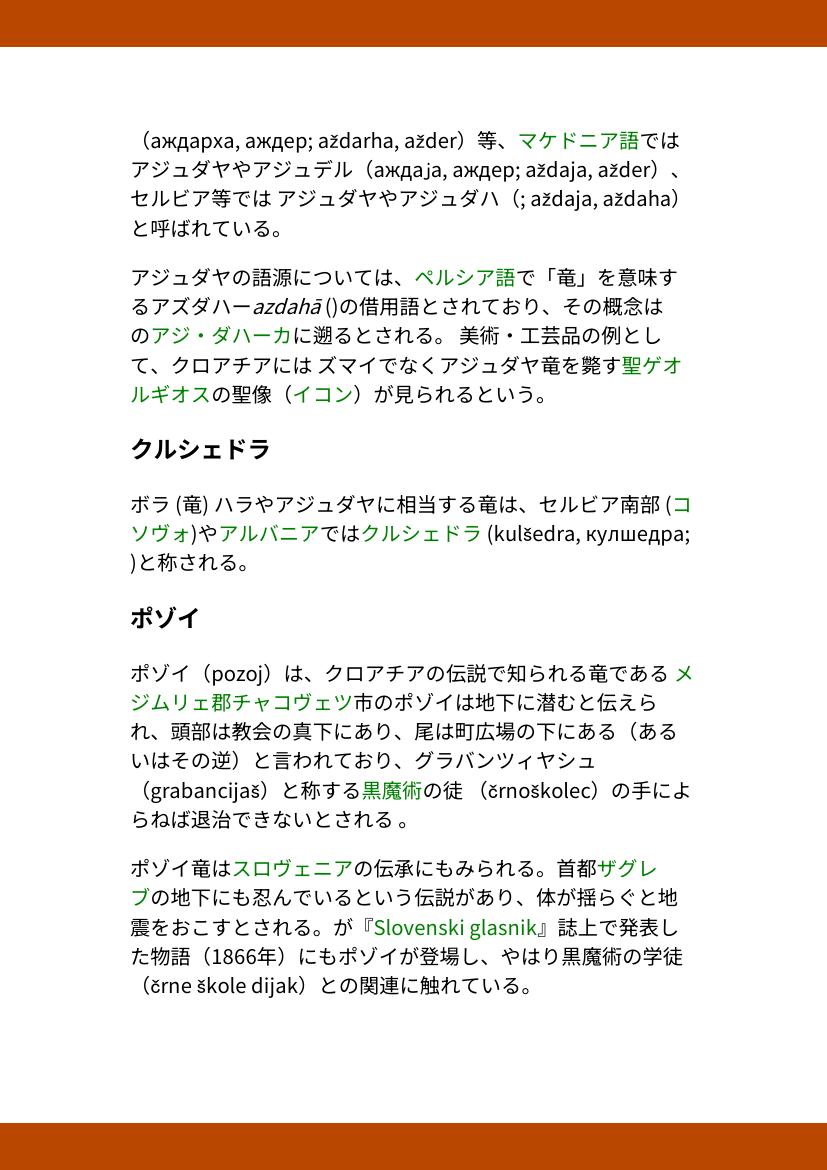 （аждарха, аждер; aždarha, ažder）等、マケドニア語では
アジュダヤやアジュデル（аждаја, аждер; aždaja, ažder）、
セルビア等では アジュダヤやアジュダハ（; aždaja, aždaha）
と呼ばれている。
アジュダヤの語源については、ペルシア語で「竜」を意味す
るアズダハーazdahā ()の借用語とされており、その概念は
のアジ・ダハーカに遡るとされる。 美術・工芸品の例とし
て、クロアチアには ズマイでなくアジュダヤ竜を斃す聖ゲオ
ルギオスの聖像（イコン）が見られるという。
クルシェドラ
ボラ (竜) ハラやアジュダヤに相当する竜は、セルビア南部 (コ
ソヴォ)やアルバニアではクルシェドラ (kulšedra, кулшедра;
)と称される。
ポゾイ
ポゾイ（pozoj）は、クロアチアの伝説で知られる竜である メ
ジムリェ郡チャコヴェツ市のポゾイは地下に潜むと伝えら
れ、頭部は教会の真下にあり、尾は町広場の下にある（ある
いはその逆）と言われており、グラバンツィヤシュ
（grabancijaš）と称する黒魔術の徒 （črnoškolec）の手によ
らねば退治できないとされる 。
ポゾイ竜はスロヴェニアの伝承にもみられる。首都ザグレ
ブの地下にも忍んでいるという伝説があり、体が揺らぐと地
震をおこすとされる。が『Slovenski glasnik』誌上で発表し
た物語（1866年）にもポゾイが登場し、やはり黒魔術の学徒
（črne škole dijak）との関連に触れている。